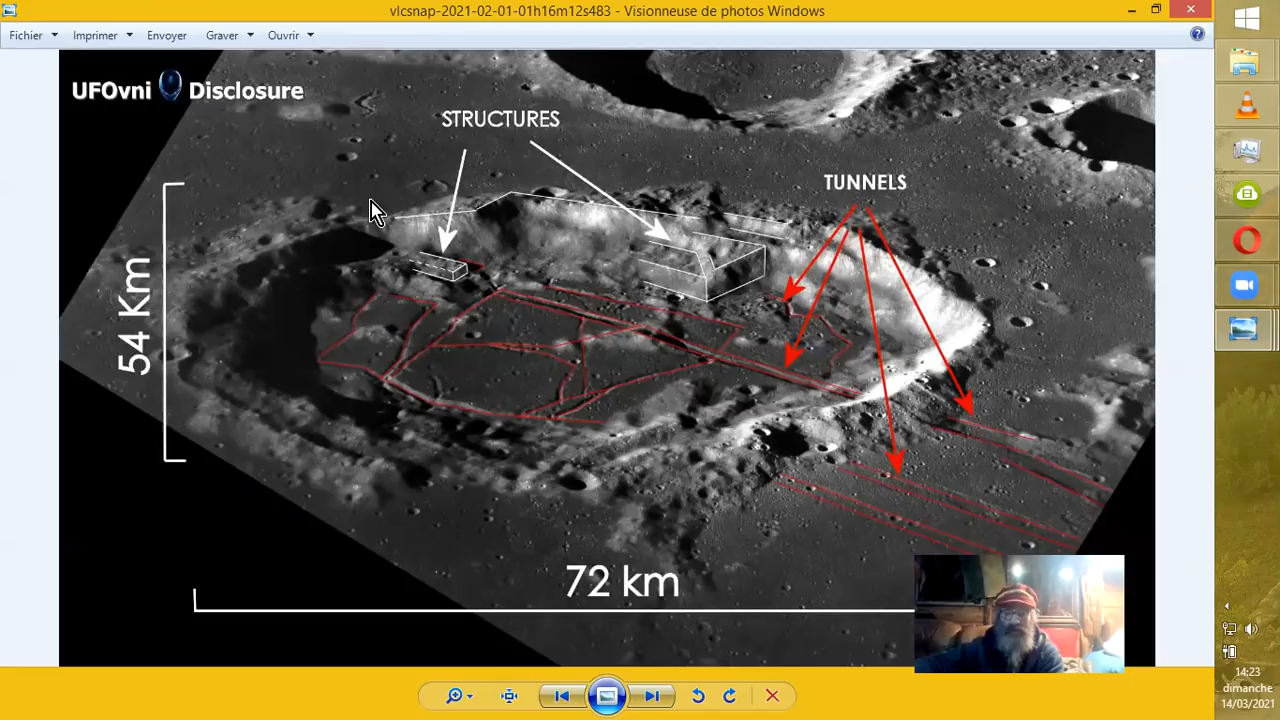 vlcsnap-2021-02-01-01h16m12s483 - Visionneuse de photos Windows
Fichier Imprimer Envoyer Graver Ouvrir
UFOvni Disclosure
STRUCTURES
TUNNELS
54 Km
72 km
14:23
dimanche
14/03/2021